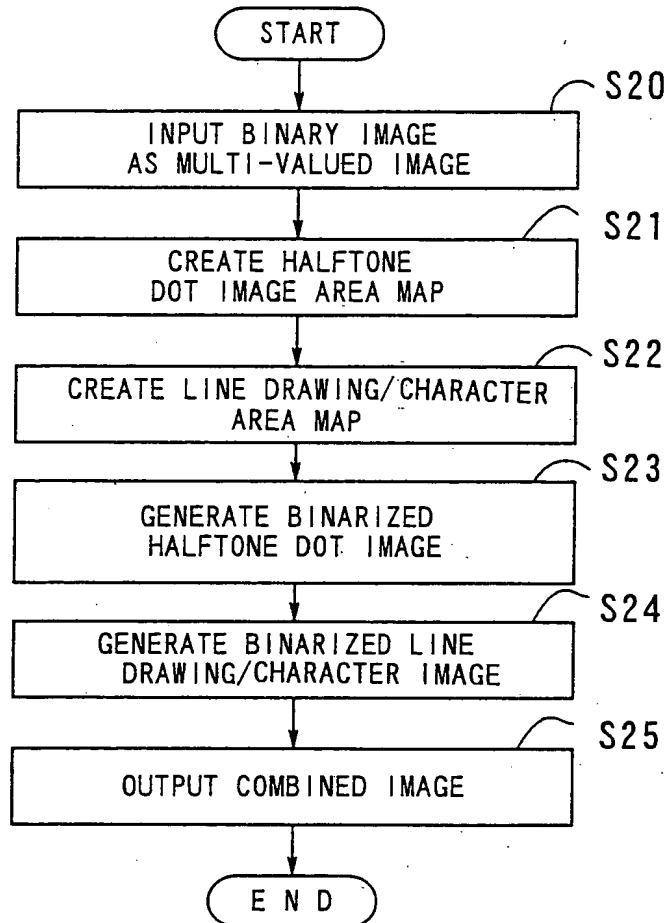 START
S20
INPUT BINARY IMAGE
AS MULTI-VALUED IMAGE
S21
CREATE HALFTONE
DOT IMAGE AREA MAP
S22
CREATE LINE DRAWING/CHARACTER
AREA MAP
S23
GENERATE BINARIZED
HALFTONE DOT IMAGE
S24
GENERATE BINARIZED LINE
DRAWING/CHARACTER IMAGE
S25
OUTPUT COMBINED IMAGE
END